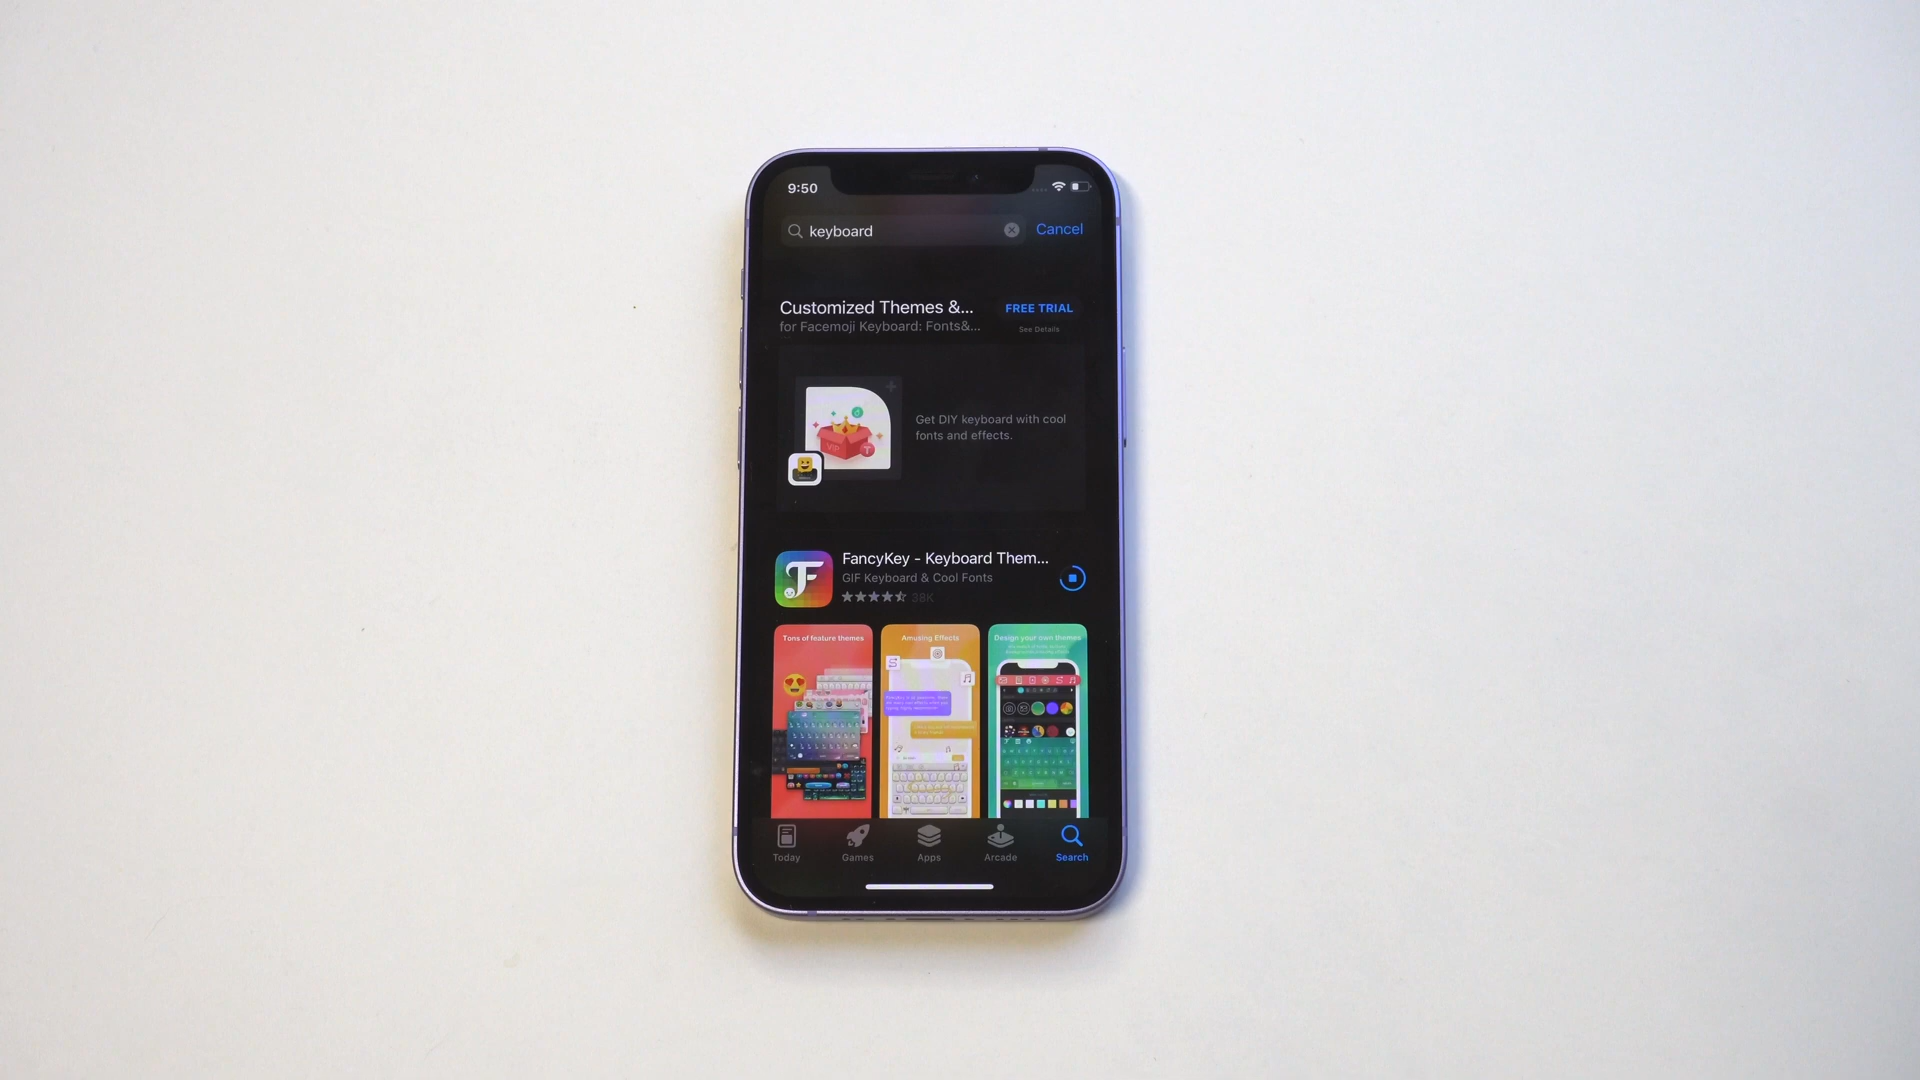 9:50
keyboard
Cancel
Customized Themes &...
FREE TRIAL
for Facemoji Keyboard: Fonts&...
See Details
Get DIY keyboard with cool
fonts and effects.
VIP
FancyKey - Keyboard Them...
GIF Keyboard & Cool Fonts
38K
Tons of feature themes
Amusing Effects
Design your own themes
Today
Games
Apps
Arcade
Search